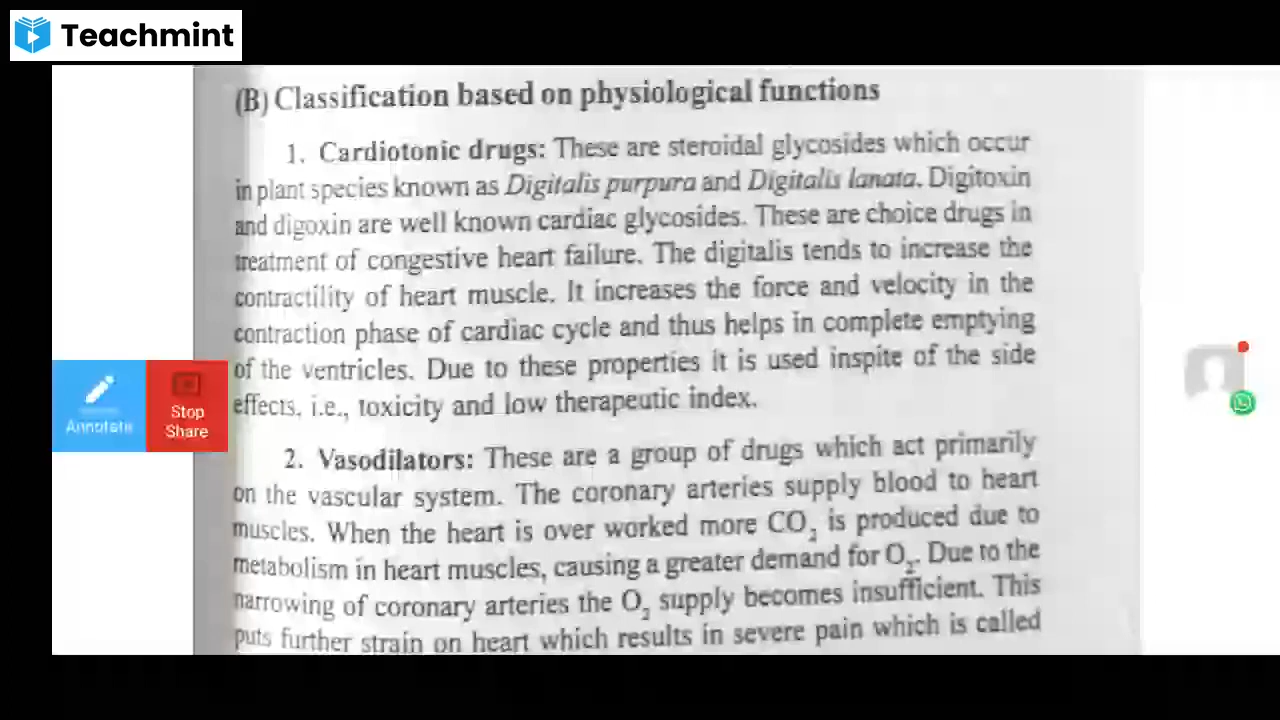 Teachmint
(B) Classification based on physiological functions
1. Cardiotonic drugs: These are steroidal glycosides which occur
in plant species known as Digitalis purpura and Digitalis lanata. Digitoxin
and digoxin are well known cardiac glycosides. These are choice drugs in
treatment of congestive heart failure. The digitalis tends to increase the
contractility of heart muscle. It increases the force and velocity in the
contraction phase of cardiac cycle and thus helps in complete emptying
of the ventricles. Due to these properties it is used inspite of the side
effects, i.e., toxicity and low therapeutic index.
Annotate
Stop
Share
2. Vasodilators: These are a group of drugs which act primarily
on the vascular system. The coronary arteries supply blood to heart
muscles. When the heart is over worked more CO₂ is produced due to
metabolism in heart muscles, causing a greater demand for O₂. Due to the
narrowing of coronary arteries the O₂ supply becomes insufficient. This
puts further strain on heart which results in severe pain which is called